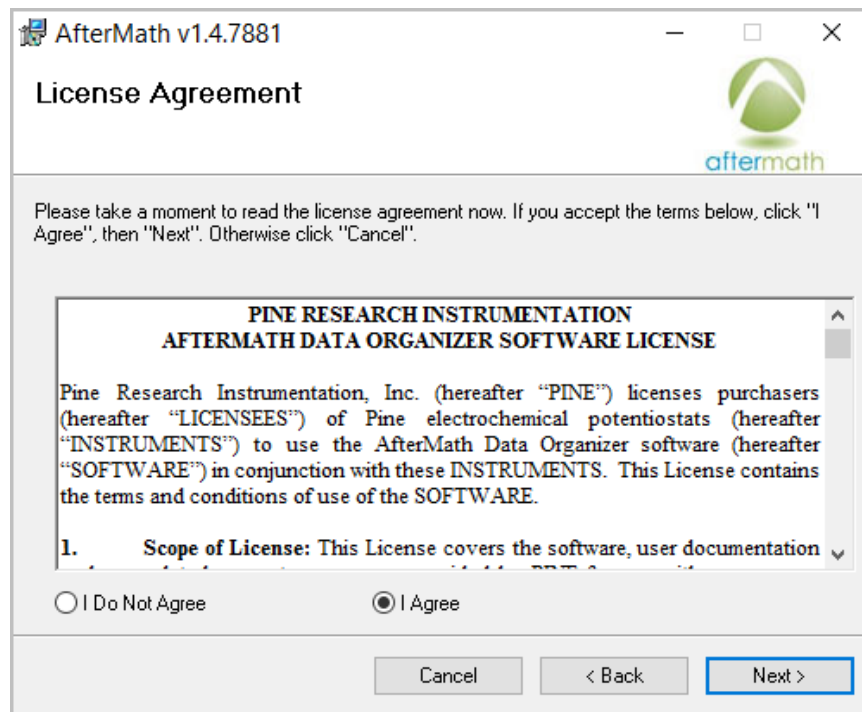 AfterMath v1.4.7881
License Agreement
aftermath
Please take a moment to read the license agreement now. If you accept the terms below, click "I
Agree", then "Next". Otherwise click "Cancel".
PINE RESEARCH INSTRUMENTATION
AFTERMATH DATA ORGANIZER SOFTWARE LICENSE
Pine Research Instrumentation, Inc. (hereafter “PINE”) licenses purchasers
(hereafter “LICENSEES”) of Pine electrochemical potentiostats (hereafter
“INSTRUMENTS”) to use the AfterMath Data Organizer software (hereafter
“SOFTWARE”) in conjunction with these INSTRUMENTS. This License contains
the terms and conditions of use of the SOFTWARE.
1. Scope of License: This License covers the software, user documentation
I Do Not Agree
I Agree
Cancel
< Back
Next >